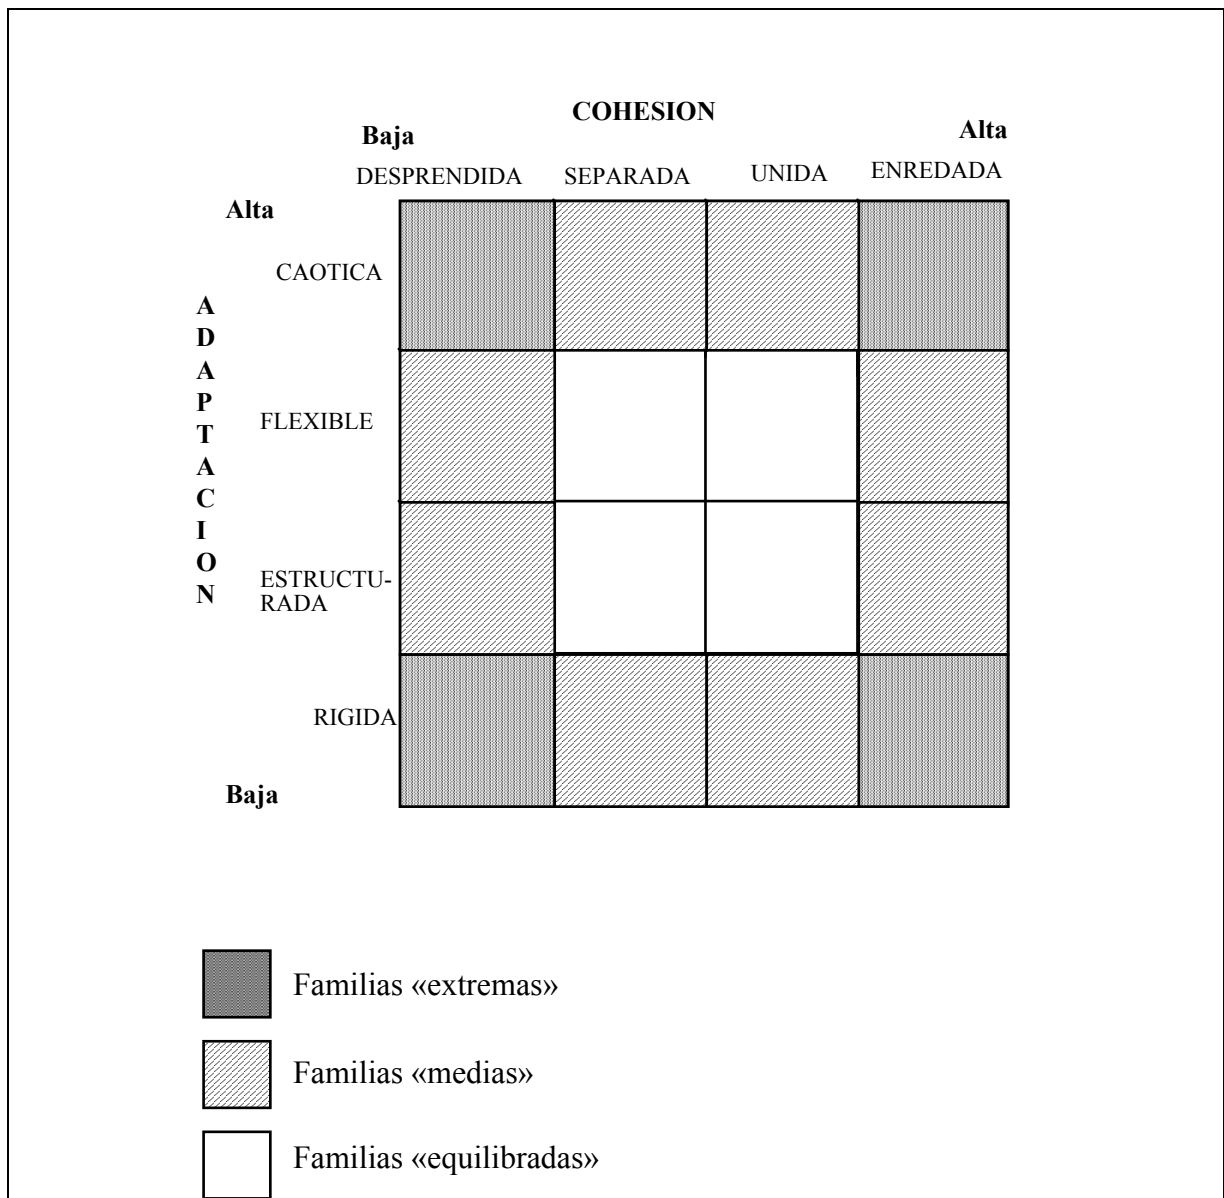 COHESION
Baja
Alta
DESPRENDIDA
SEPARADA
UNIDA
ENREDADA
Alta
CAOTICA
ADAPTACION
FLEXIBLE
ESTRUCTU-
RADA
RIGIDA
Baja
Familias «extremas»
Familias «medias»
Familias «equilibradas»